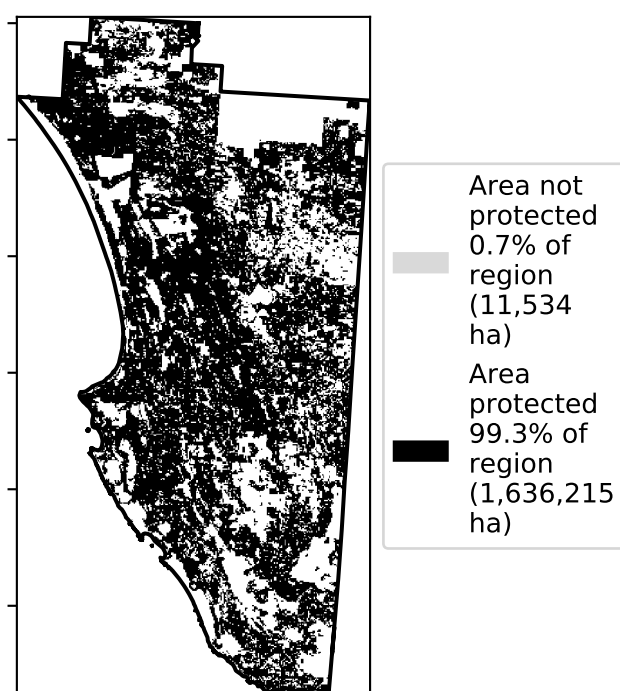 Area not
protected
0.7% of
region
(11,534
ha)
Area
protected
99.3% of
region
(1,636,215
ha)